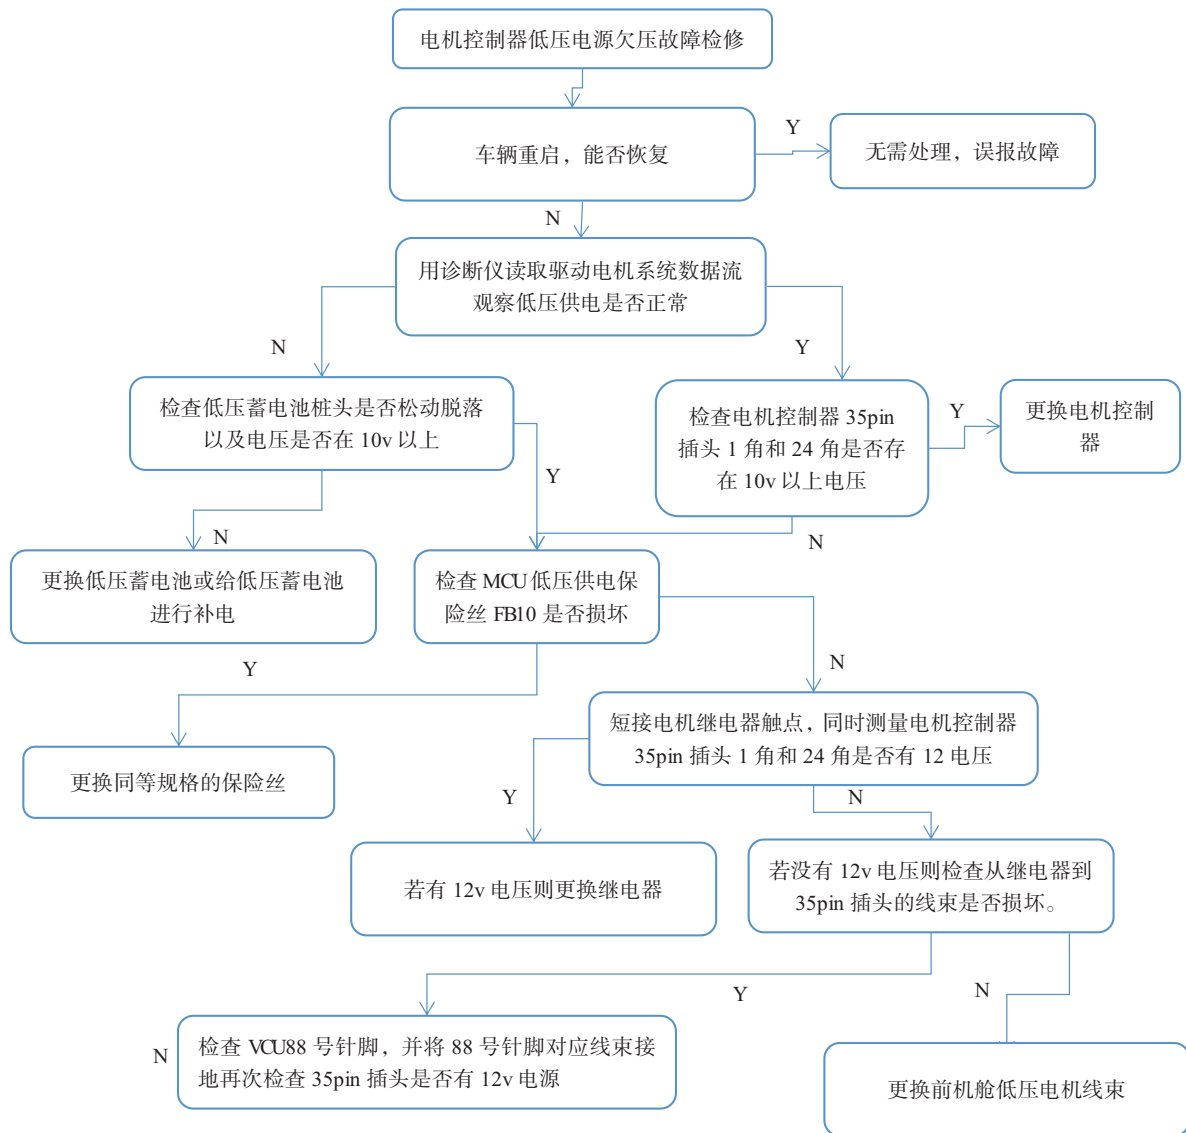 电机控制器低压电源欠压故障检修
车辆重启，能否恢复
Y
无需处理，误报故障
N
用诊断仪读取驱动电机系统数据流
观察低压供电是否正常
N
Y
检查低压蓄电池桩头是否松动脱落
以及电压是否在 10v 以上
检查电机控制器 35pin
插头 1 角和 24 角是否存
在 10v 以上电压
Y
更换电机控制
器
Y
N
N
更换低压蓄电池或给低压蓄电池
进行补电
检查 MCU 低压供电保
险丝 FB10 是否损坏
Y
N
更换同等规格的保险丝
短接电机继电器触点，同时测量电机控制器
35pin 插头 1 角和 24 角是否有 12 电压
Y
N
若有 12v 电压则更换继电器
若没有 12v 电压则检查从继电器到
35pin 插头的线束是否损坏。
Y
N
N
检查 VCU88 号针脚，并将 88 号针脚对应线束接
地再次检查 35pin 插头是否有 12v 电源
更换前机舱低压电机线束